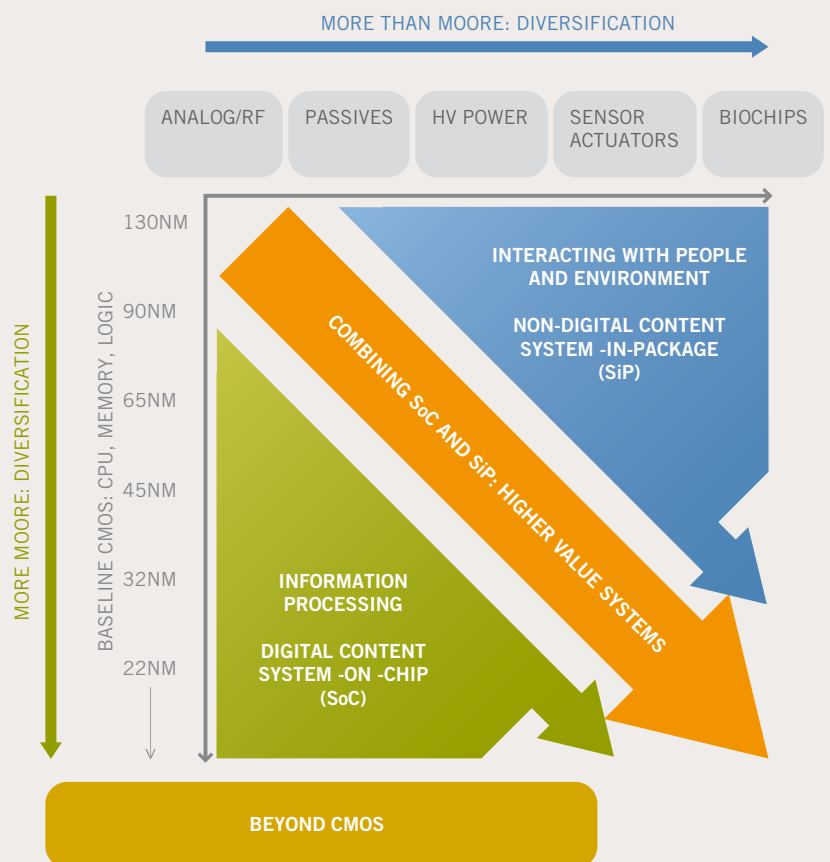 MORE THAN MOORE: DIVERSIFICATION
ANALOG/RF
PASSIVES
HV POWER
SENSOR
ACTUATORS
BIOCHIPS
MORE MOORE: DIVERSIFICATION
BASELINE CMOS: CPU, MEMORY, LOGIC
130NM
90NM
65NM
45NM
32NM
22NM
INTERACTING WITH PEOPLE
AND ENVIRONMENT
NON-DIGITAL CONTENT
SYSTEM -IN-PACKAGE
(SiP)
COMBINING SoC AND SiP: HIGHER VALUE SYSTEMS
INFORMATION
PROCESSING
DIGITAL CONTENT
SYSTEM -ON -CHIP
(SoC)
BEYOND CMOS